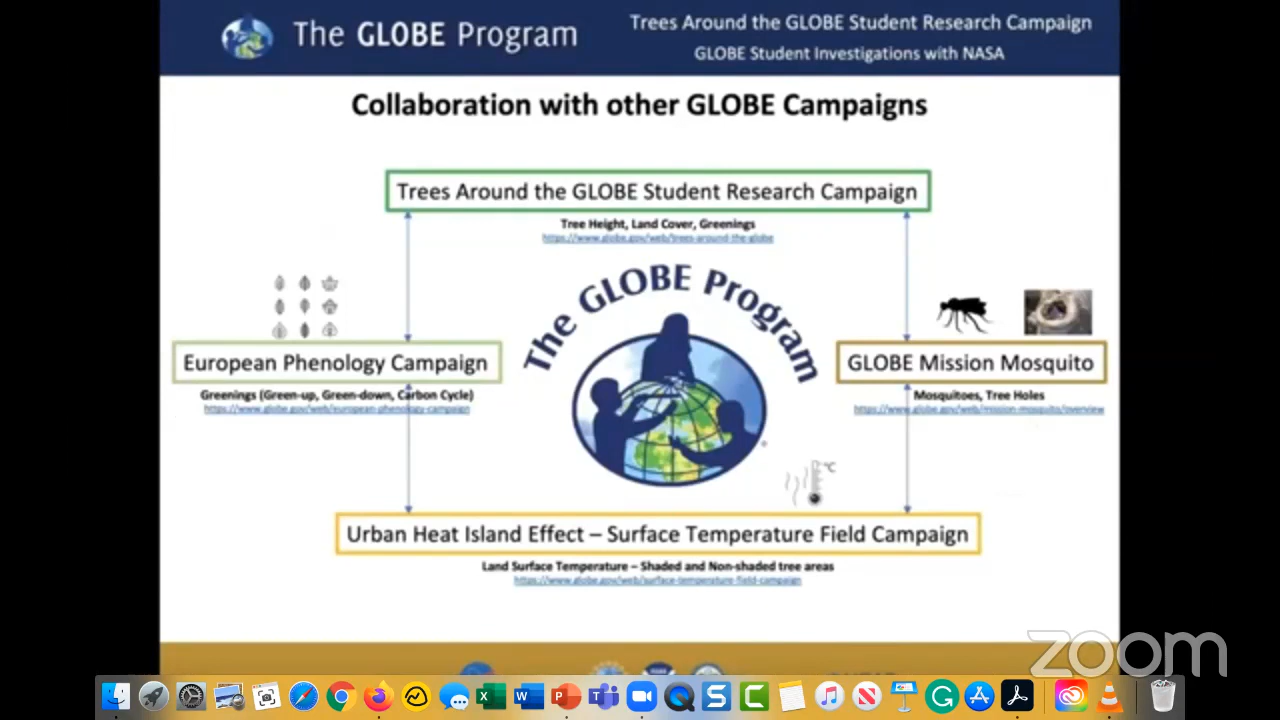 The GLOBE Program
Trees Around the GLOBE Student Research Campaign
GLOBE Student Investigations with NASA
Collaboration with other GLOBE Campaigns
Trees Around the GLOBE Student Research Campaign
Tree Height, Land Cover, Greenings
https://www.globe.gov/web/trees-around-the-globe
The GLOBE Program
European Phenology Campaign
Greenings (Green-up, Green-down, Carbon Cycle)
https://www.globe.gov/web/european-phenology-campaign
GLOBE Mission Mosquito
Mosquitoes, Tree Holes
https://www.globe.gov/web/mission-mosquito/overview
°C
Urban Heat Island Effect – Surface Temperature Field Campaign
Land Surface Temperature – Shaded and Non-shaded tree areas
https://www.globe.gov/web/surface-temperature-field-campaign
zoom